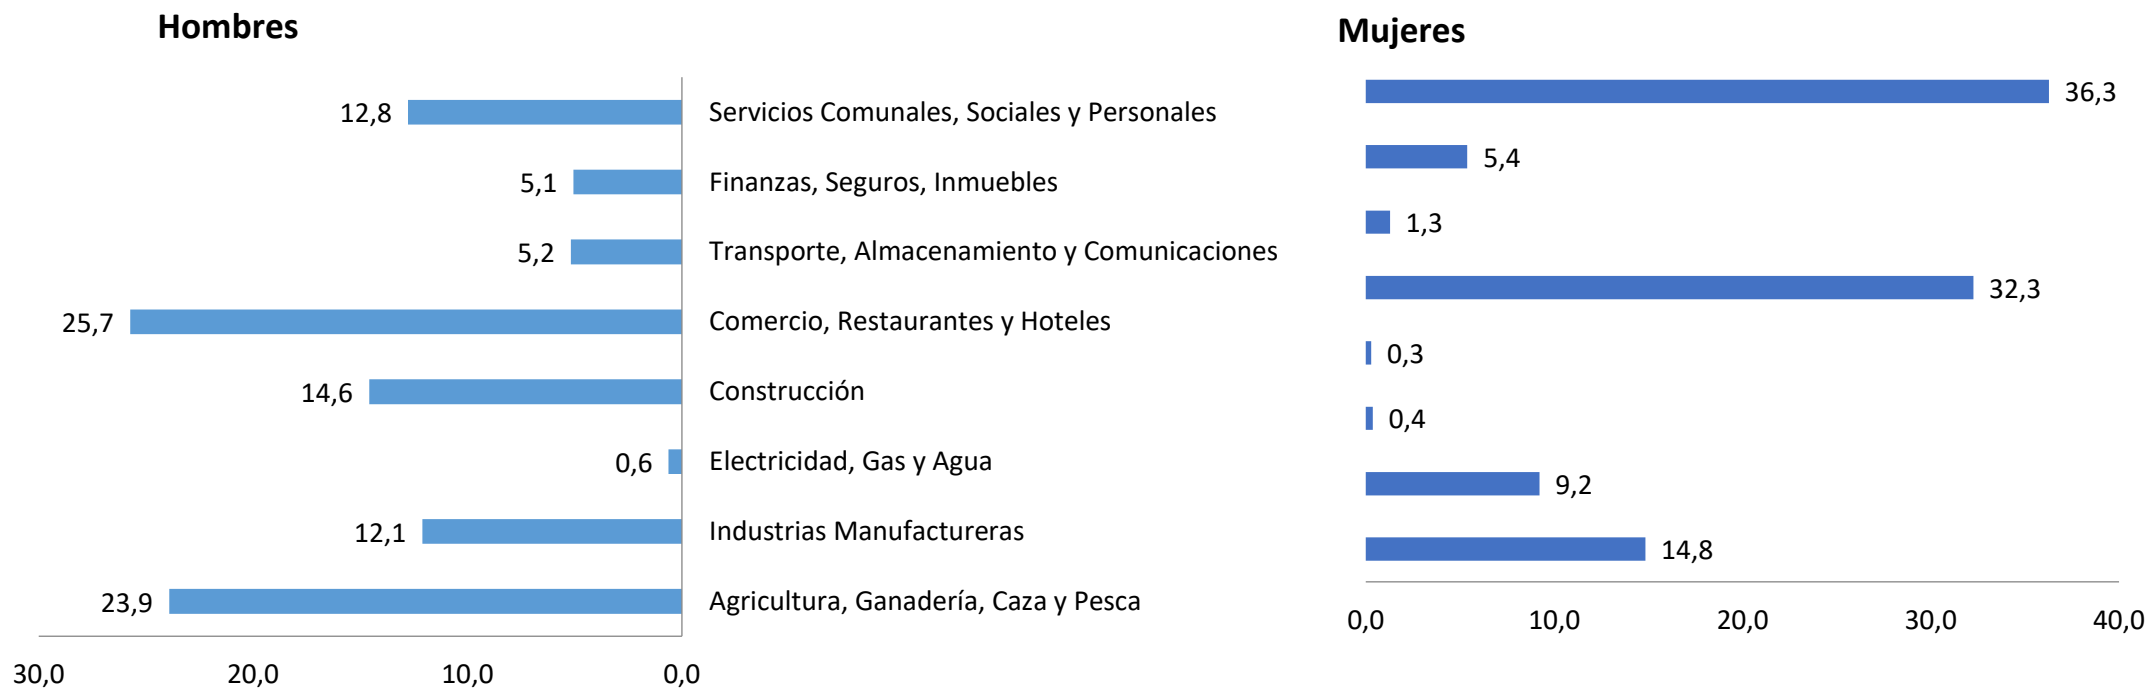 Hombres
Mujeres
12,8
Servicios Comunales, Sociales y Personales
36,3
5,1
Finanzas, Seguros, Inmuebles
5,4
5,2
Transporte, Almacenamiento y Comunicaciones
1,3
25,7
Comercio, Restaurantes y Hoteles
32,3
14,6
Construcción
0,3
0,6
Electricidad, Gas y Agua
0,4
12,1
Industrias Manufactureras
9,2
23,9
Agricultura, Ganadería, Caza y Pesca
14,8
30,0 20,0 10,0 0,0
0,0 10,0 20,0 30,0 40,0